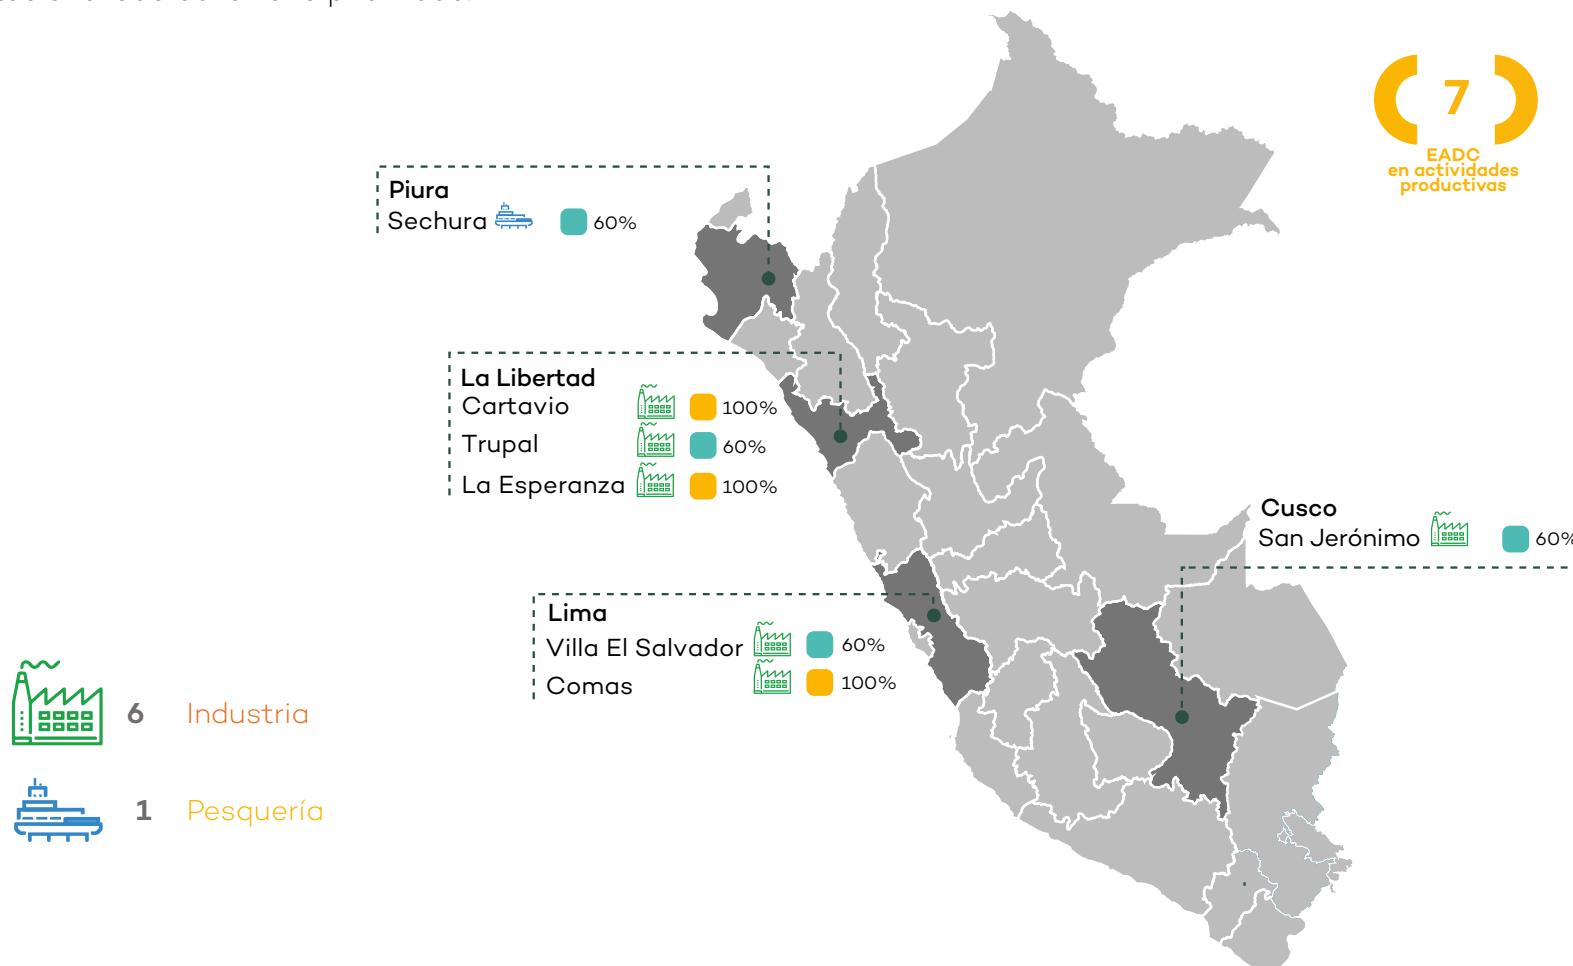 7
EADC
en actividades
productivas
Piura
Sechura 60%
La Libertad
Cartavio 100%
Trupal 60%
La Esperanza 100%
Cusco
San Jerónimo 60%
Lima
Villa El Salvador 60%
Comas 100%
6 Industria
1 Pesquería